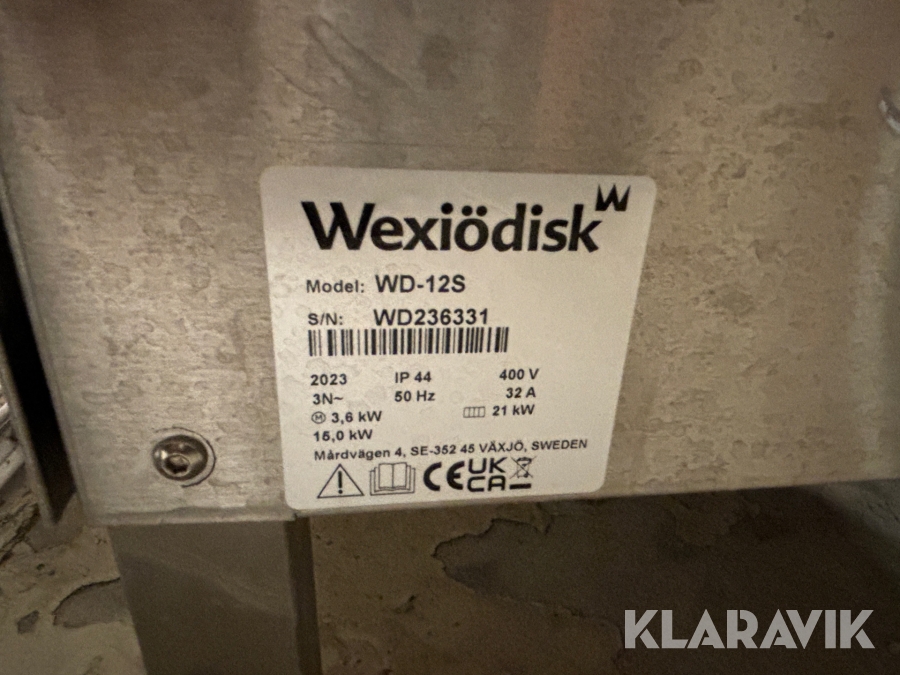 Wexiödisk
Model: WD-12S
S/N: WD236331
2023 IP 44 400 V
3N~ 50 Hz 32 A
M 3,6 kW 21 kW
15,0 kW
Mårdvägen 4, SE-352 45 VÄXJÖ, SWEDEN
CE UK CA
KLARAVIK